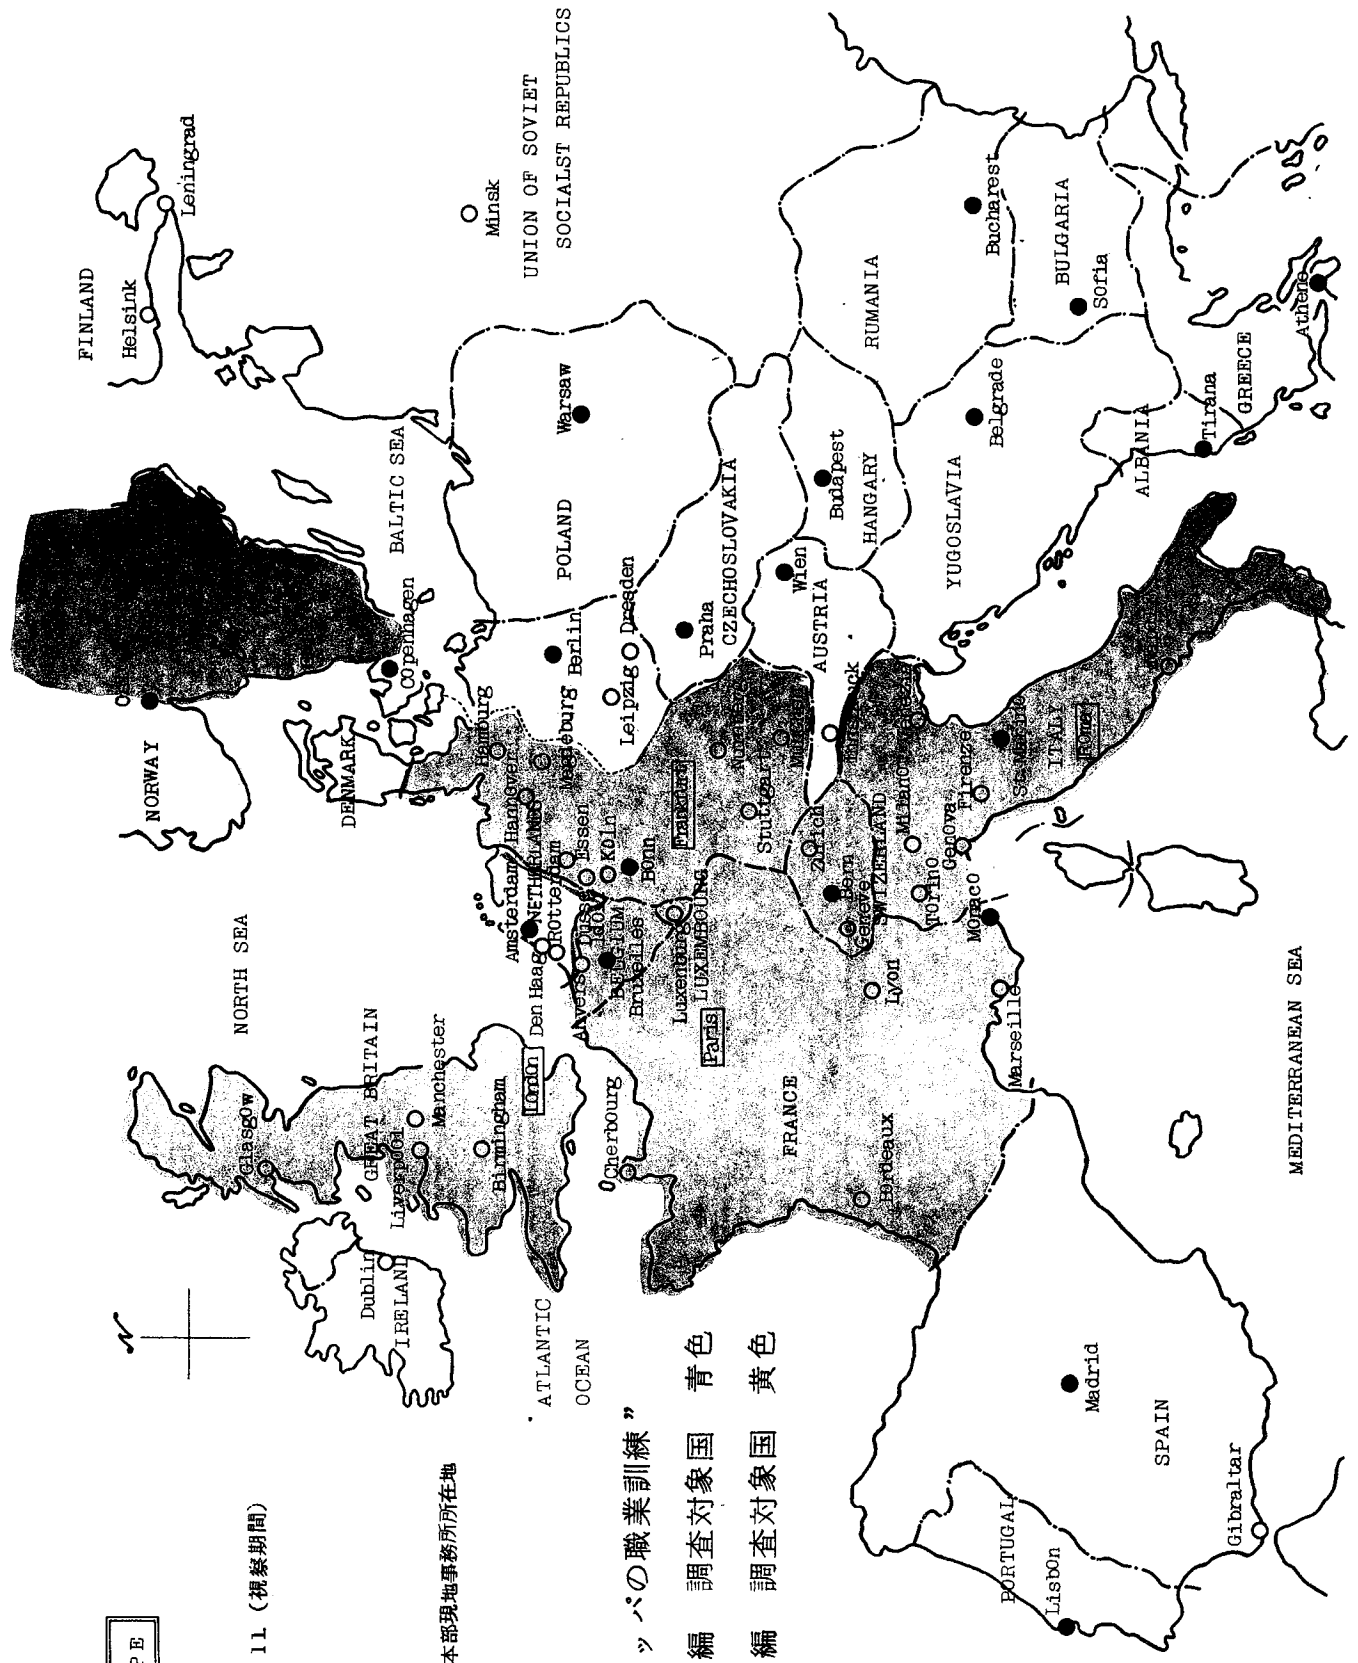 PE
11 (視察期間)
本部現地事務所所在地
ッパの職業訓練”
編 調査対象国 青色
編 調査対象国 黄色
N
FINLAND
Helsink
Leningrad
Minsk
UNION OF SOVIET
SOCIALST REPUBLICS
NORWAY
DENMARK
Copenhagen
BALTIC SEA
NORTH SEA
Glasgow
GREAT BRITAIN
Liverpool
Manchester
Birmingham
London
Dublin
IRELAND
ATLANTIC
OCEAN
Hamburg
Hannover
Magdeburg
Berlin
Leipzig
Dresden
POLAND
Warsaw
Amsterdam
NETHERLANDS
Den Haag
Rotterdam
Essen
Köln
Bonn
Anvers
BELGIUM
Bruxelles
Luxenburg
LUXEMBOURG
Frankfurt
Stuttgart
Praha
CZECHOSLOVAKIA
Wien
AUSTRIA
Budapest
HANGARY
RUMANIA
Bucharest
BULGARIA
Sofia
Belgrade
YUGOSLAVIA
ALBANIA
Tirana
GREECE
Athene
Cherbourg
Paris
FRANCE
Bordeaux
Lyon
Marseille
Monaco
Zurich
Bern
Geneve
SWITZERLAND
Milano
Torino
Genova
Firenze
ITALY
Rome
MEDITERRANEAN SEA
SPAIN
Madrid
Gibraltar
PORTUGAL
Lisbon